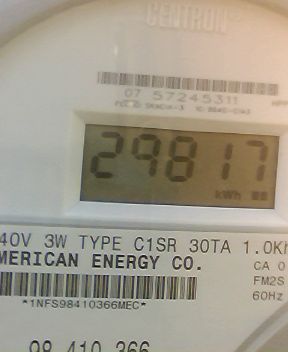 CENTRON
07 57245311
29817
kWh
40V 3W TYPE C1SR 30TA 1.0Kh
MERICAN ENERGY CO.
CA 0
FM2S
60Hz
*1NFS98410366MEC*
98 410 366